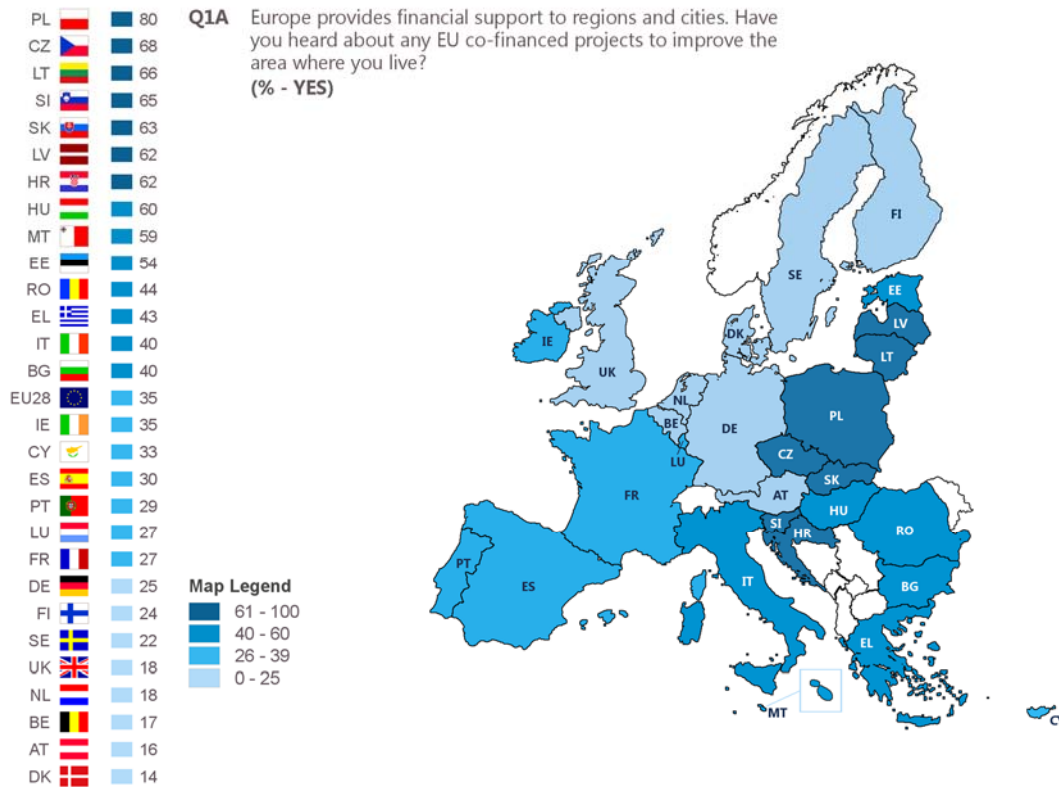 PL 80
CZ 68
LT 66
SI 65
SK 63
LV 62
HR 62
HU 60
MT 59
EE 54
RO 44
EL 43
IT 40
BG 40
EU28 35
IE 35
CY 33
ES 30
PT 29
LU 27
FR 27
DE 25
FI 24
SE 22
UK 18
NL 18
BE 17
AT 16
DK 14
Q1A Europe provides financial support to regions and cities. Have
you heard about any EU co-financed projects to improve the
area where you live?
(% - YES)
FI
SE
EE
LV
LT
DK
IE
UK
NL
BE
DE
PL
LU
CZ
SK
FR
AT
HU
SI
HR
RO
PT
ES
IT
BG
EL
MT
Map Legend
61 - 100
40 - 60
26 - 39
0 - 25